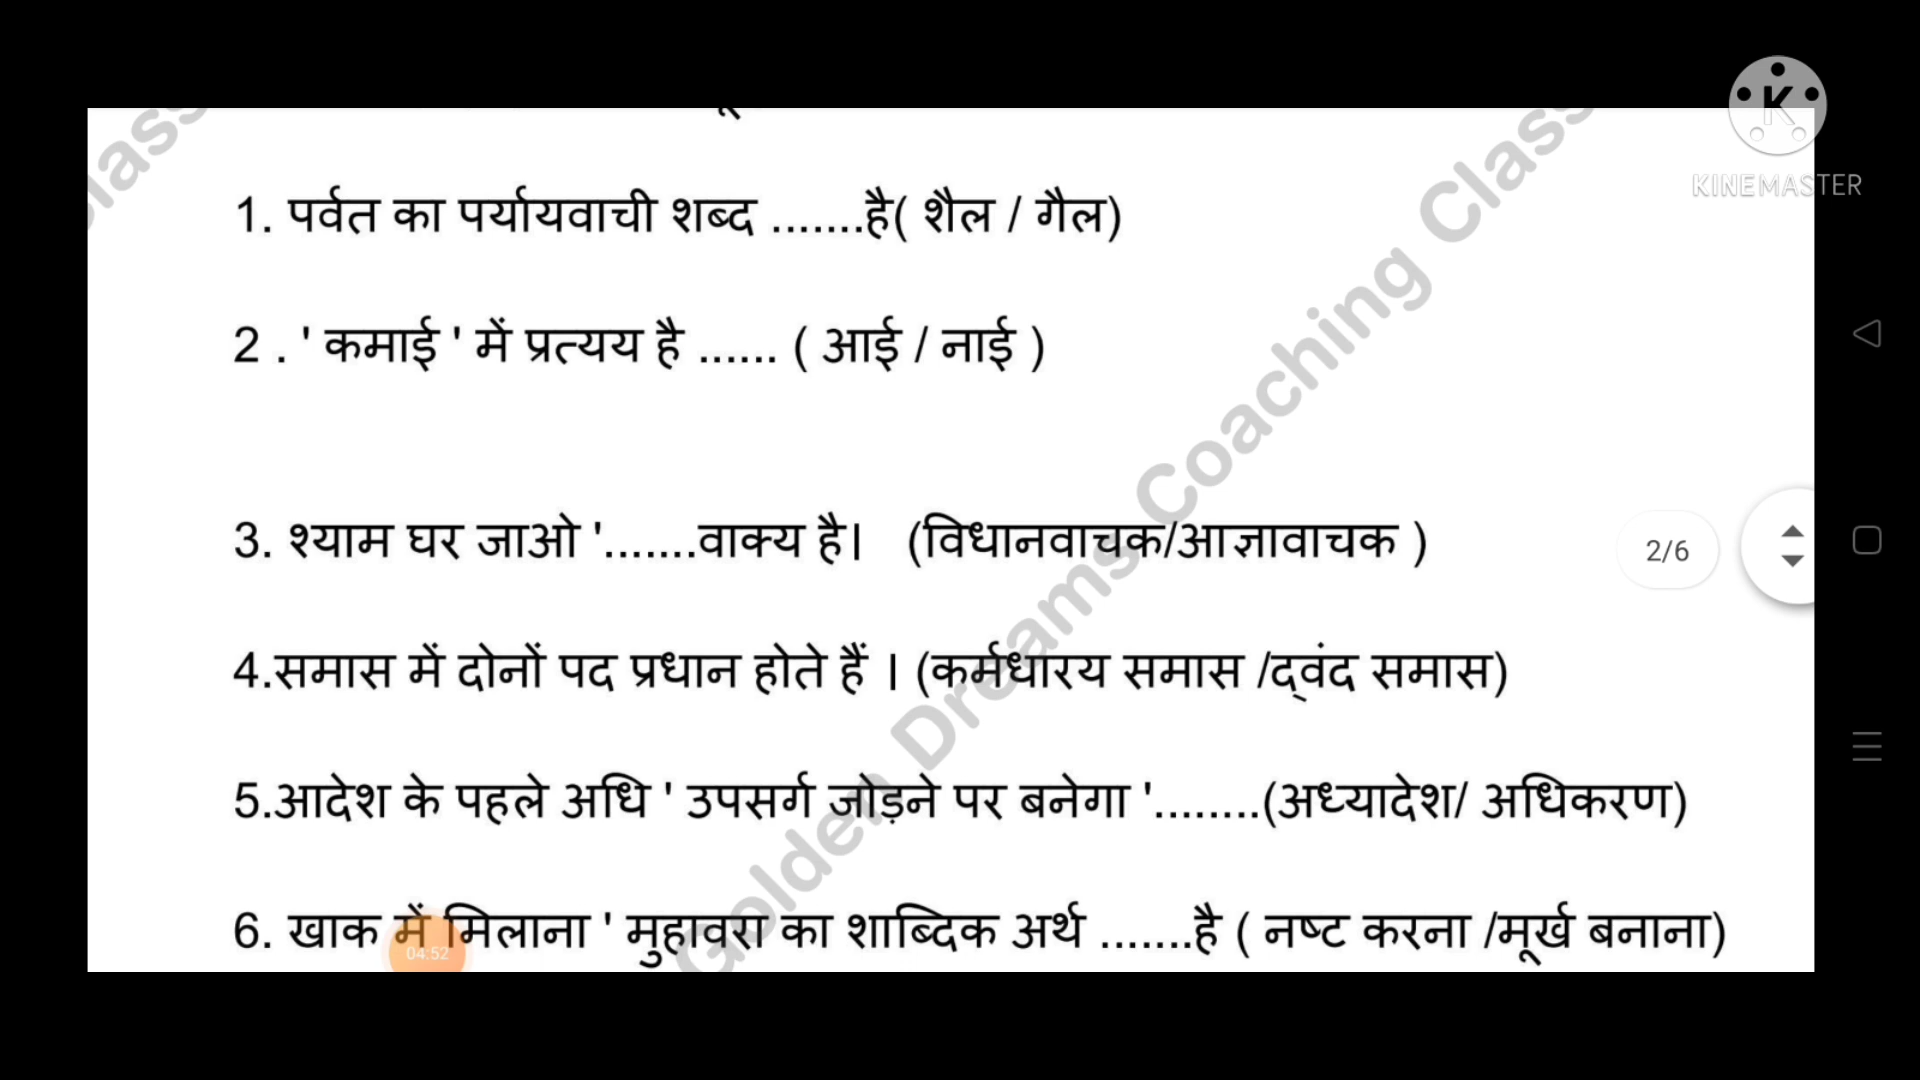 KINEMASTER
1. पर्वत का पर्यायवाची शब्द .......है( शैल / गैल)
2 . ' कमाई ' में प्रत्यय है ...... ( आई / नाई )
3. श्याम घर जाओ '.......वाक्य है। (विधानवाचक/आज्ञावाचक )
2/6
4.समास में दोनों पद प्रधान होते हैं । (कर्मधारय समास /द्वंद समास)
5.आदेश के पहले अधि ' उपसर्ग जोड़ने पर बनेगा '........(अध्यादेश/ अधिकरण)
6. खाक में मिलाना ' मुहावरा का शाब्दिक अर्थ .......है ( नष्ट करना /मूर्ख बनाना)
04:52
Golden Dreams Coaching Class